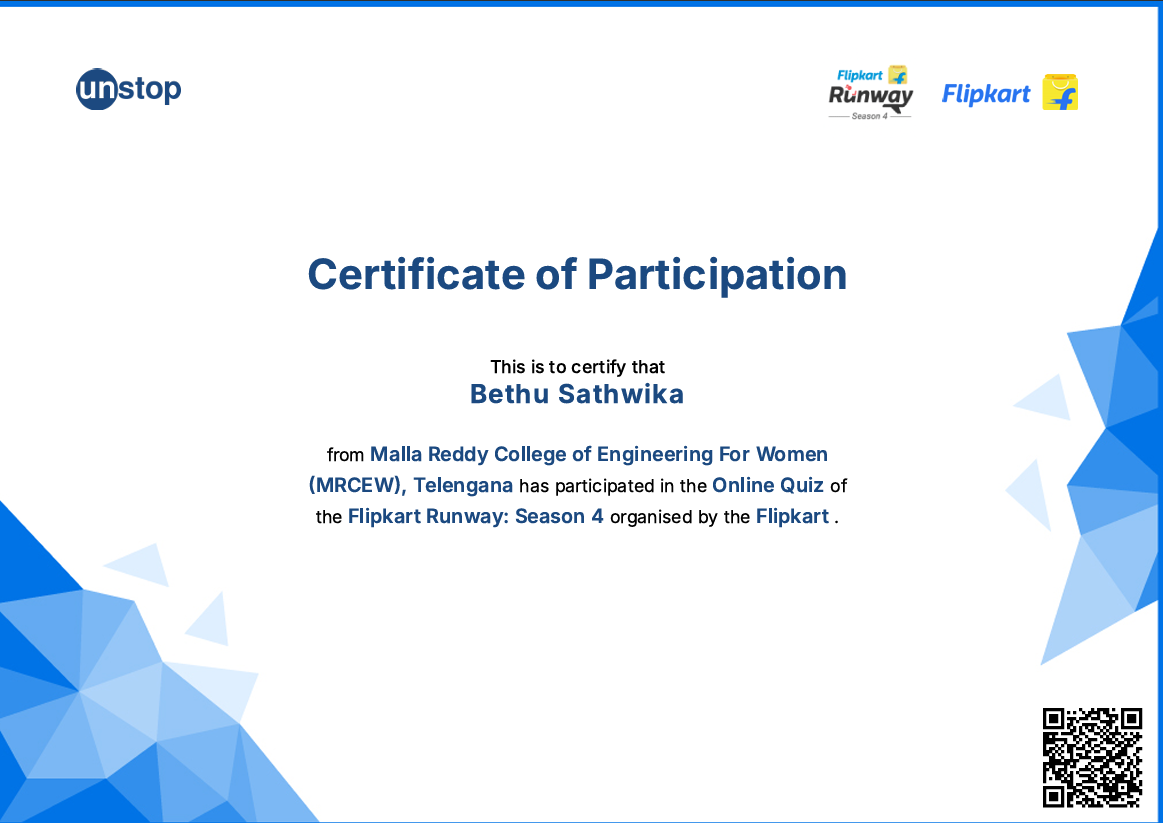 unstop
Flipkart
Runway
Season 4
Flipkart
Certificate of Participation
This is to certify that
Bethu Sathwika
from Malla Reddy College of Engineering For Women
(MRCEW), Telengana has participated in the Online Quiz of
the Flipkart Runway: Season 4 organised by the Flipkart .